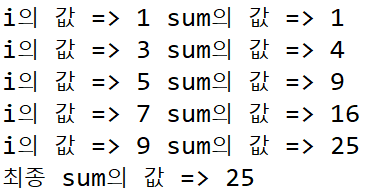 i의 값 => 1 sum의 값 => 1
i의 값 => 3 sum의 값 => 4
i의 값 => 5 sum의 값 => 9
i의 값 => 7 sum의 값 => 16
i의 값 => 9 sum의 값 => 25
최종 sum의 값 => 25